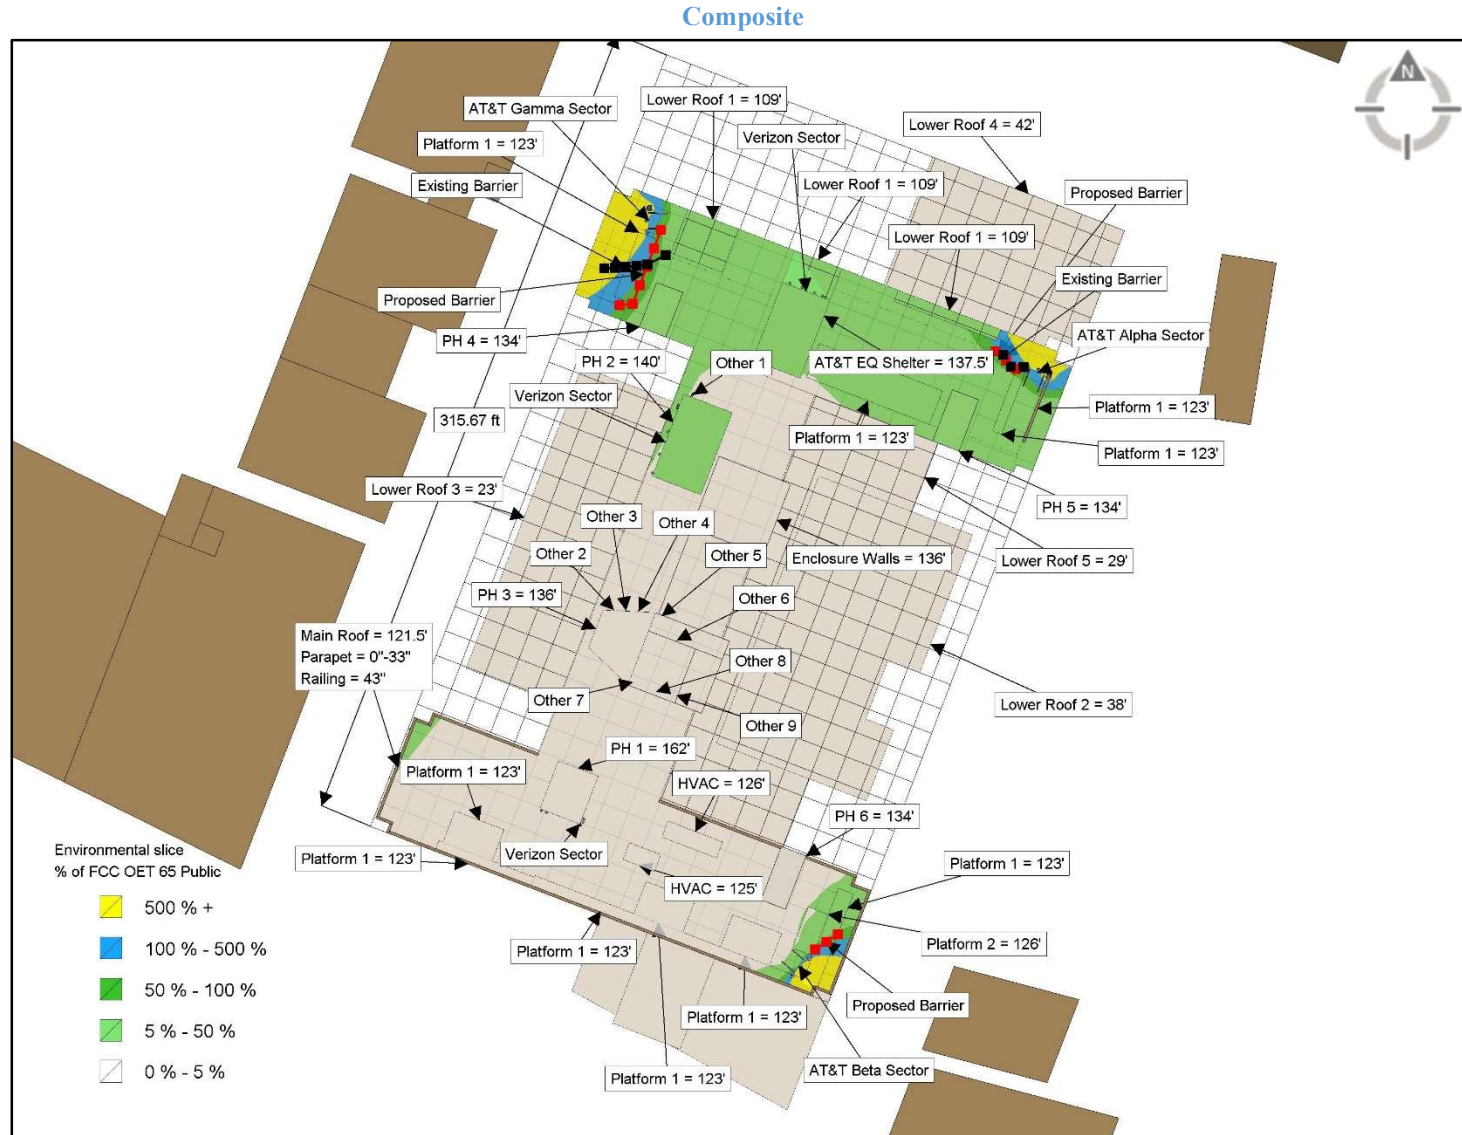 Composite
N
AT&T Gamma Sector
Lower Roof 1 = 109'
Verizon Sector
Lower Roof 4 = 42'
Platform 1 = 123'
Existing Barrier
Lower Roof 1 = 109'
Proposed Barrier
Lower Roof 1 = 109'
Existing Barrier
Proposed Barrier
PH 4 = 134'
AT&T Alpha Sector
PH 2 = 140'
Other 1
AT&T EQ Shelter = 137.5'
Verizon Sector
315.67 ft
Platform 1 = 123'
Platform 1 = 123'
Platform 1 = 123'
Lower Roof 3 = 23'
PH 5 = 134'
Other 3
Other 4
Other 2
Other 5
Enclosure Walls = 136'
Lower Roof 5 = 29'
PH 3 = 136'
Other 6
Main Roof = 121.5'
Parapet = 0"-33"
Railing = 43"
Other 8
Other 7
Other 9
Lower Roof 2 = 38'
PH 1 = 162'
Platform 1 = 123'
HVAC = 126'
PH 6 = 134'
Environmental slice
% of FCC OET 65 Public
Platform 1 = 123'
Verizon Sector
Platform 1 = 123'
HVAC = 125'
500 % +
100 % - 500 %
50 % - 100 %
5 % - 50 %
0 % - 5 %
Platform 1 = 123'
Platform 2 = 126'
Platform 1 = 123'
Proposed Barrier
Platform 1 = 123'
AT&T Beta Sector